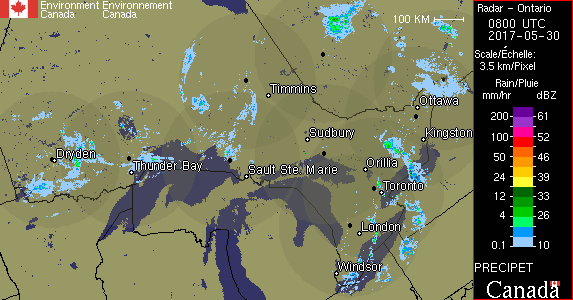 Environment Environnement
Canada Canada
100 KM
Timmins
Ottawa
Sudbury
Kingston
Dryden
Thunder Bay
Sault Ste. Marie
Orillia
Toronto
London
Windsor
Radar - Ontario
0800 UTC
2017-05-30
Scale/Échelle:
3.5 km/Pixel
Rain/Pluie
mm/hr dBZ
200 61
100 52
50 46
24 39
12 33
4 26
0.1 10
PRECIPET
Canada